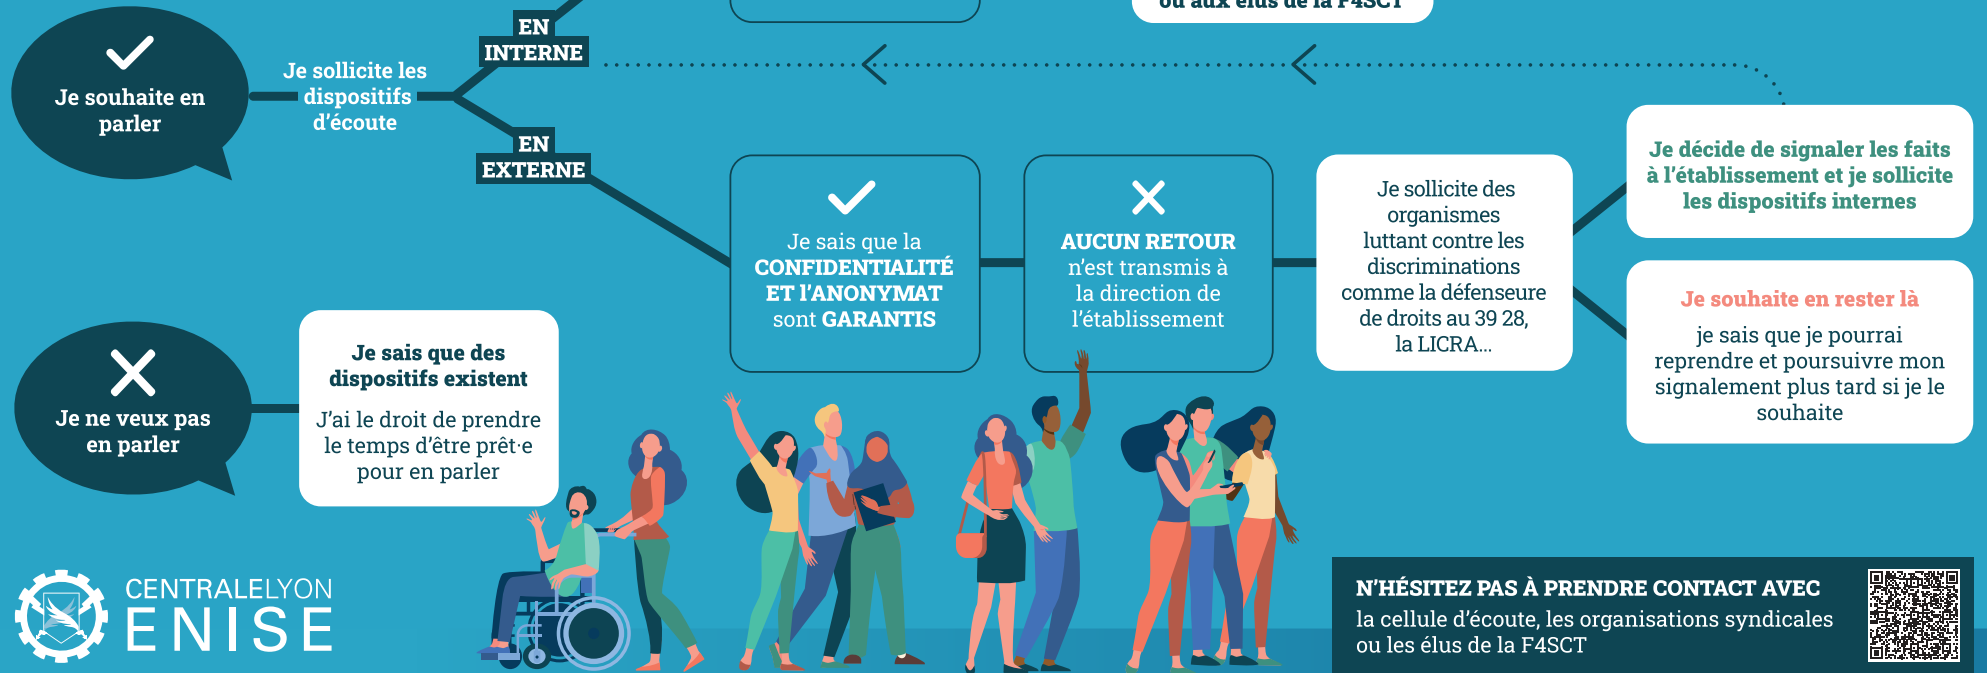 ou aux élus de la F4SCT
EN
INTERNE
Je souhaite en
parler
Je sollicite les
dispositifs
d'écoute
EN
EXTERNE
Je sais que la
CONFIDENTIALITÉ
ET l'ANONYMAT
sont GARANTIS
AUCUN RETOUR
n'est transmis à
la direction de
l'établissement
Je sollicite des
organismes
luttant contre les
discriminations
comme la défenseure
de droits au 39 28,
la LICRA...
Je décide de signaler les faits
à l'établissement et je sollicite
les dispositifs internes
Je souhaite en rester là
je sais que je pourrai
reprendre et poursuivre mon
signalement plus tard si je le
souhaite
Je ne veux pas
en parler
Je sais que des
dispositifs existent
J'ai le droit de prendre
le temps d'être prêt·e
pour en parler
CENTRALELYON
ENISE
N'HÉSITEZ PAS À PRENDRE CONTACT AVEC
la cellule d'écoute, les organisations syndicales
ou les élus de la F4SCT